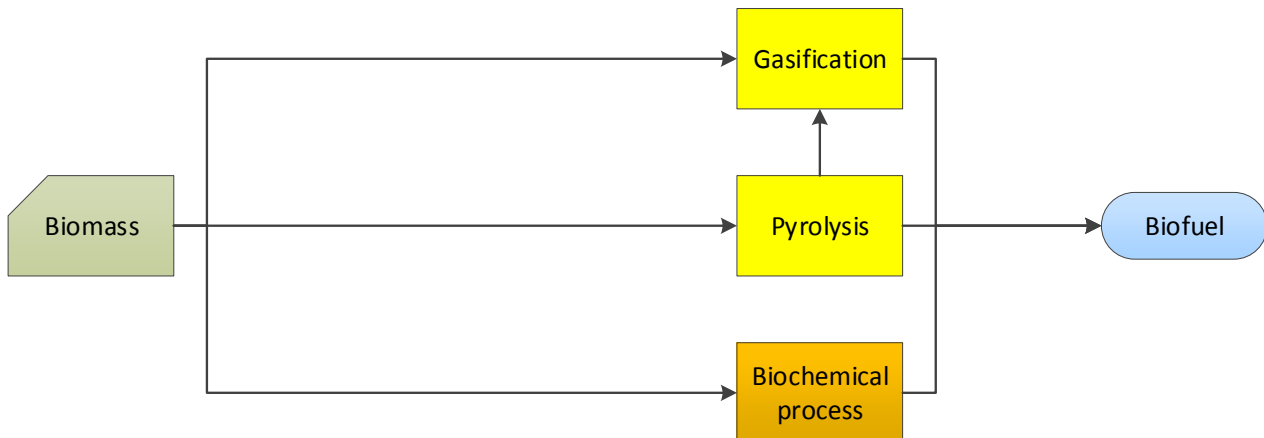 Gasification
Biomass
Pyrolysis
Biofuel
Biochemical
process